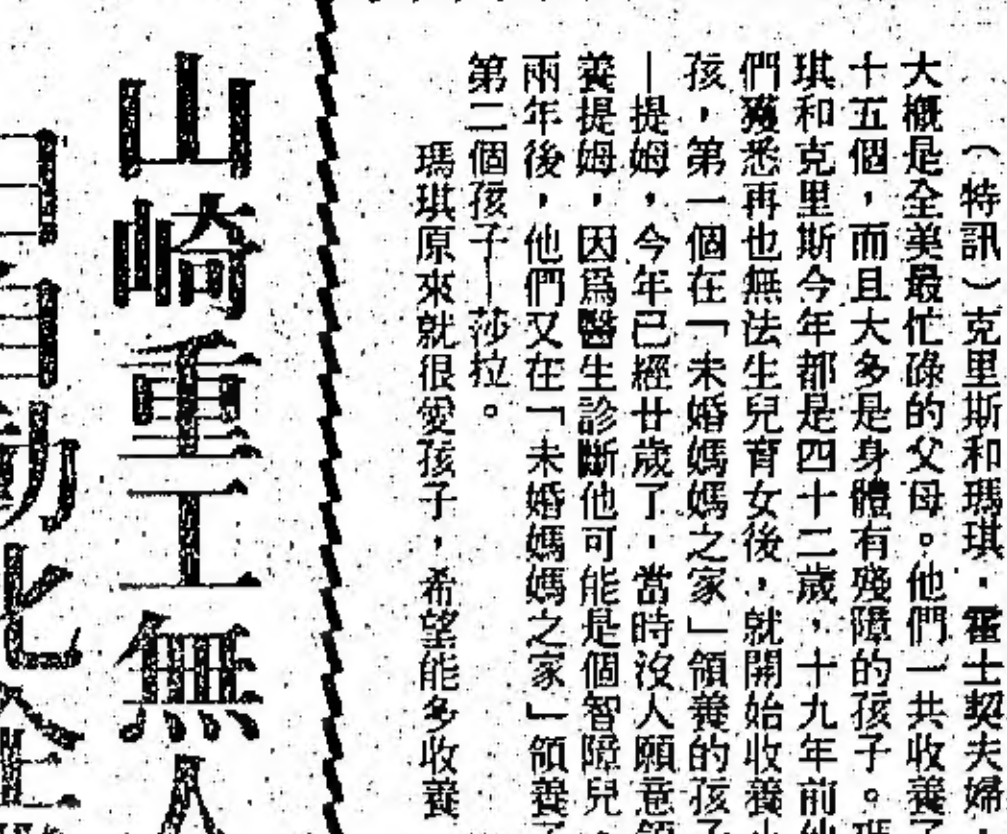 （特訊）克里斯和瑪琪·霍士契夫婦，
大概是全美最忙碌的父母。他們一共收養了
十五個，而且大多是身體有殘障的孩子。瑪
琪和克里斯今年都是四十二歲，十九年前他
們獲悉再也無法生兒育女後，就開始收養小
孩，第一個在「未婚媽媽之家」領養的孩子
—提姆，今年已經廿歲了，當時沒人願意領
養提姆，因爲醫生診斷他可能是個智障兒，
兩年後，他們又在「未婚媽媽之家」領養了
第二個孩子—莎拉。
瑪琪原來就很愛孩子，希望能多收養
山崎重工無人
自動化